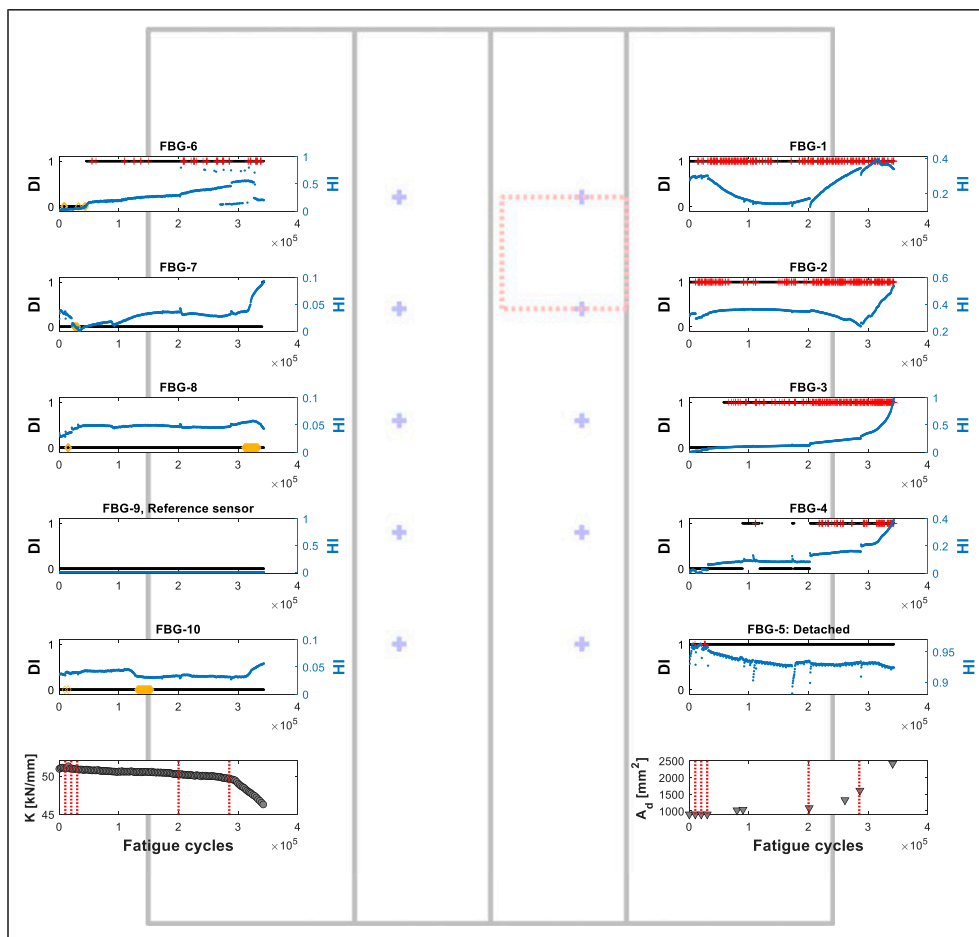 FBG-6
1
0
DI
1
0.5
0
HI
0 1 2 3 4
× 10^5
FBG-1
1
0
DI
0.4
0.2
HI
0 1 2 3 4
× 10^5
FBG-7
1
0
DI
0.1
0.05
0
HI
0 1 2 3 4
× 10^5
FBG-2
1
0
DI
0.6
0.4
0.2
HI
0 1 2 3 4
× 10^5
FBG-8
1
0
DI
0.1
0.05
0
HI
0 1 2 3 4
× 10^5
FBG-3
1
0
DI
1
0.5
0
HI
0 1 2 3 4
× 10^5
FBG-9, Reference sensor
1
0
DI
1
0.5
0
HI
0 1 2 3 4
× 10^5
FBG-4
1
0
DI
0.4
0.2
0
HI
0 1 2 3 4
× 10^5
FBG-10
1
0
DI
0.1
0.05
0
HI
0 1 2 3 4
× 10^5
FBG-5: Detached
1
0
DI
0.95
0.9
HI
0 1 2 3 4
× 10^5
K [kN/mm]
50
45
0 1 2 3 4
× 10^5
Fatigue cycles
A_d [mm^2]
2500
2000
1500
1000
0 1 2 3 4
× 10^5
Fatigue cycles